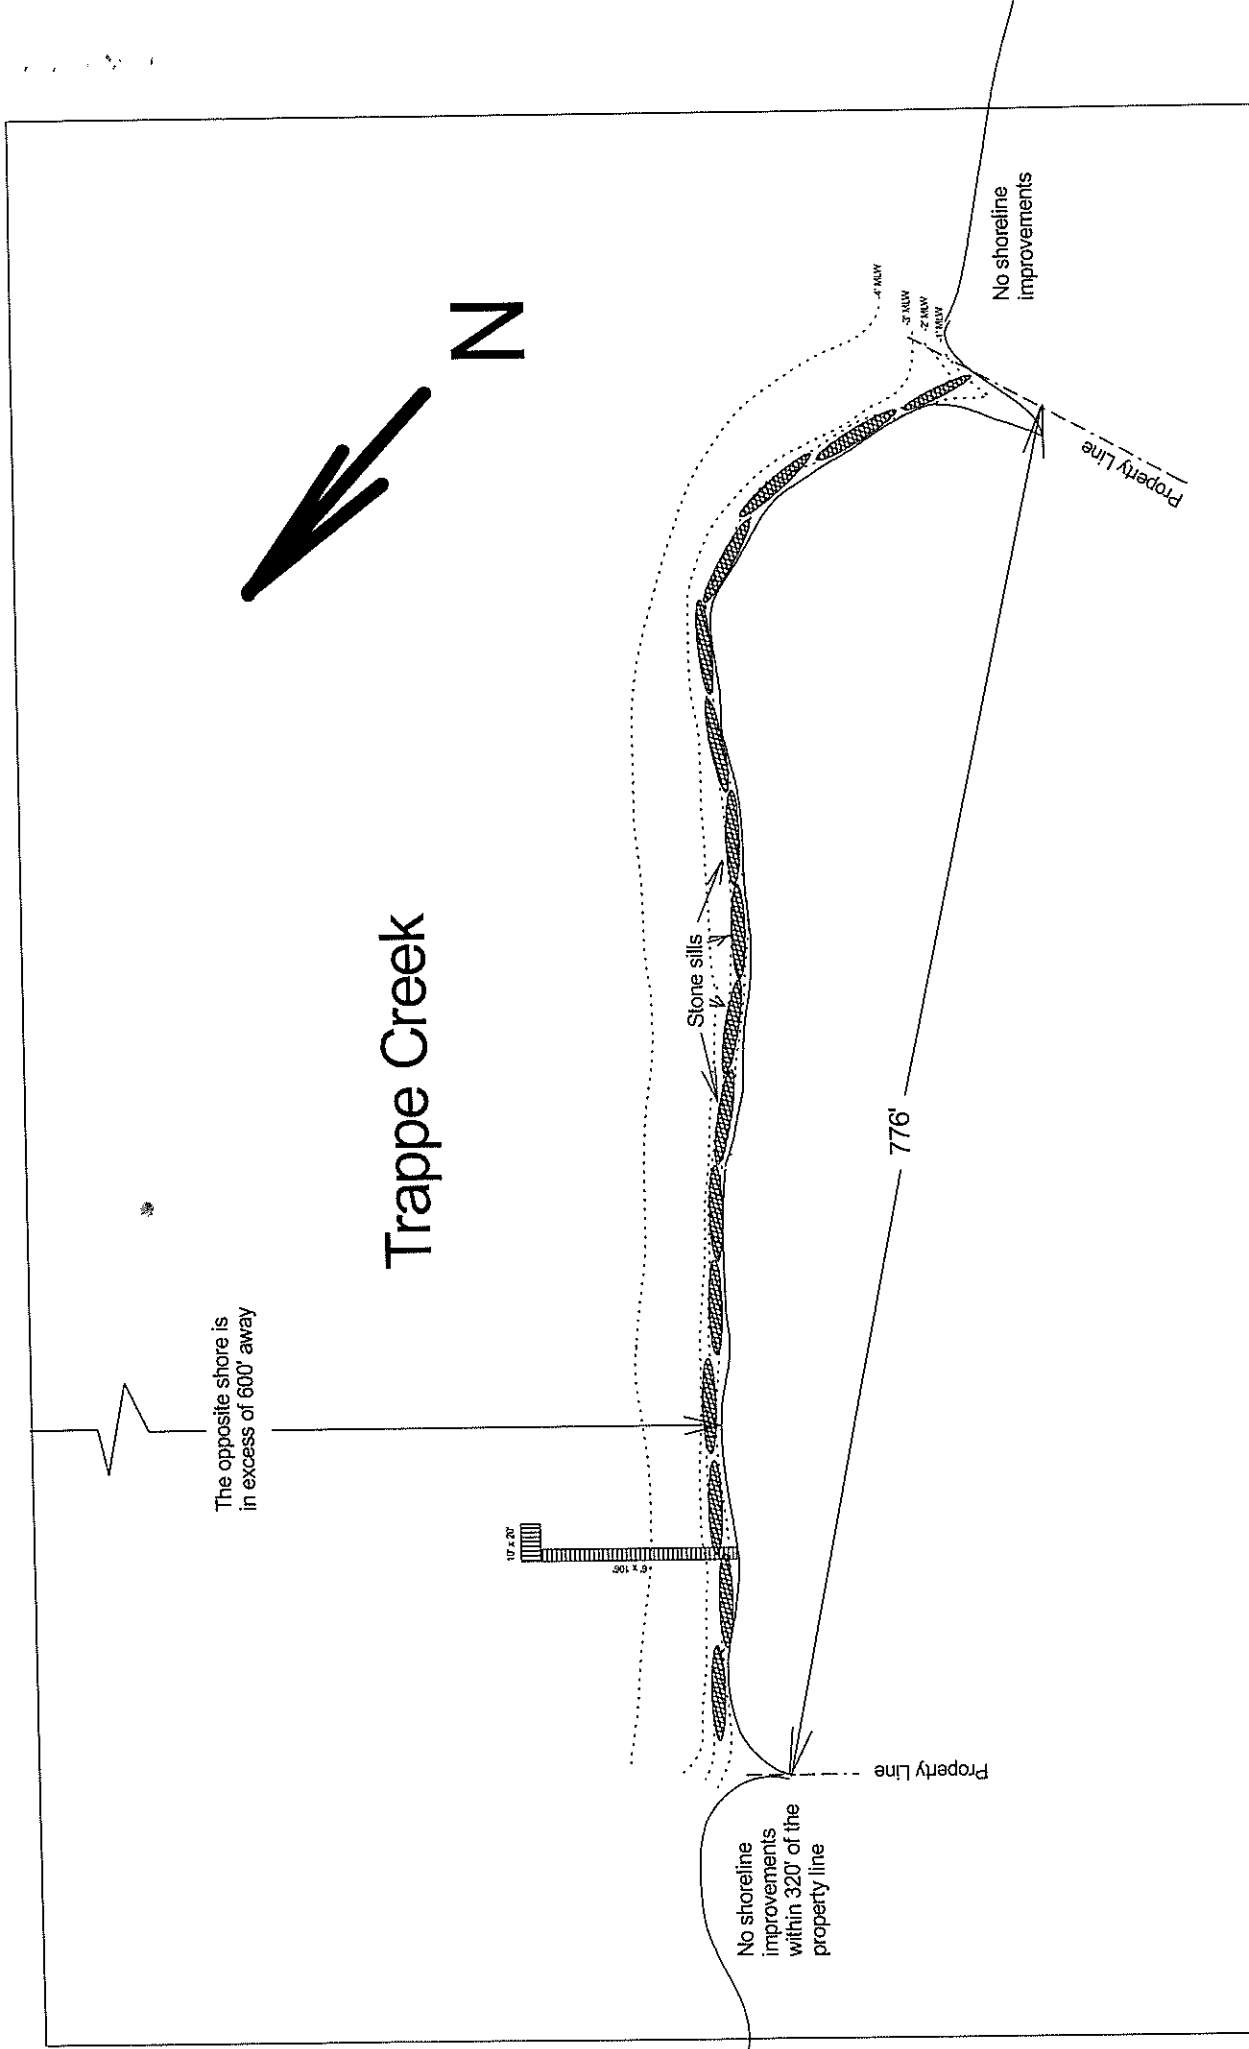 The opposite shore is
in excess of 600' away
Trappe Creek
N
10' x 20'
6' x 106'
Stone sills
-4' MLW
-3' MLW
-2' MLW
-1' MLW
No shoreline
improvements
within 320' of the
property line
Property Line
776'
Property Line
No shoreline
improvements